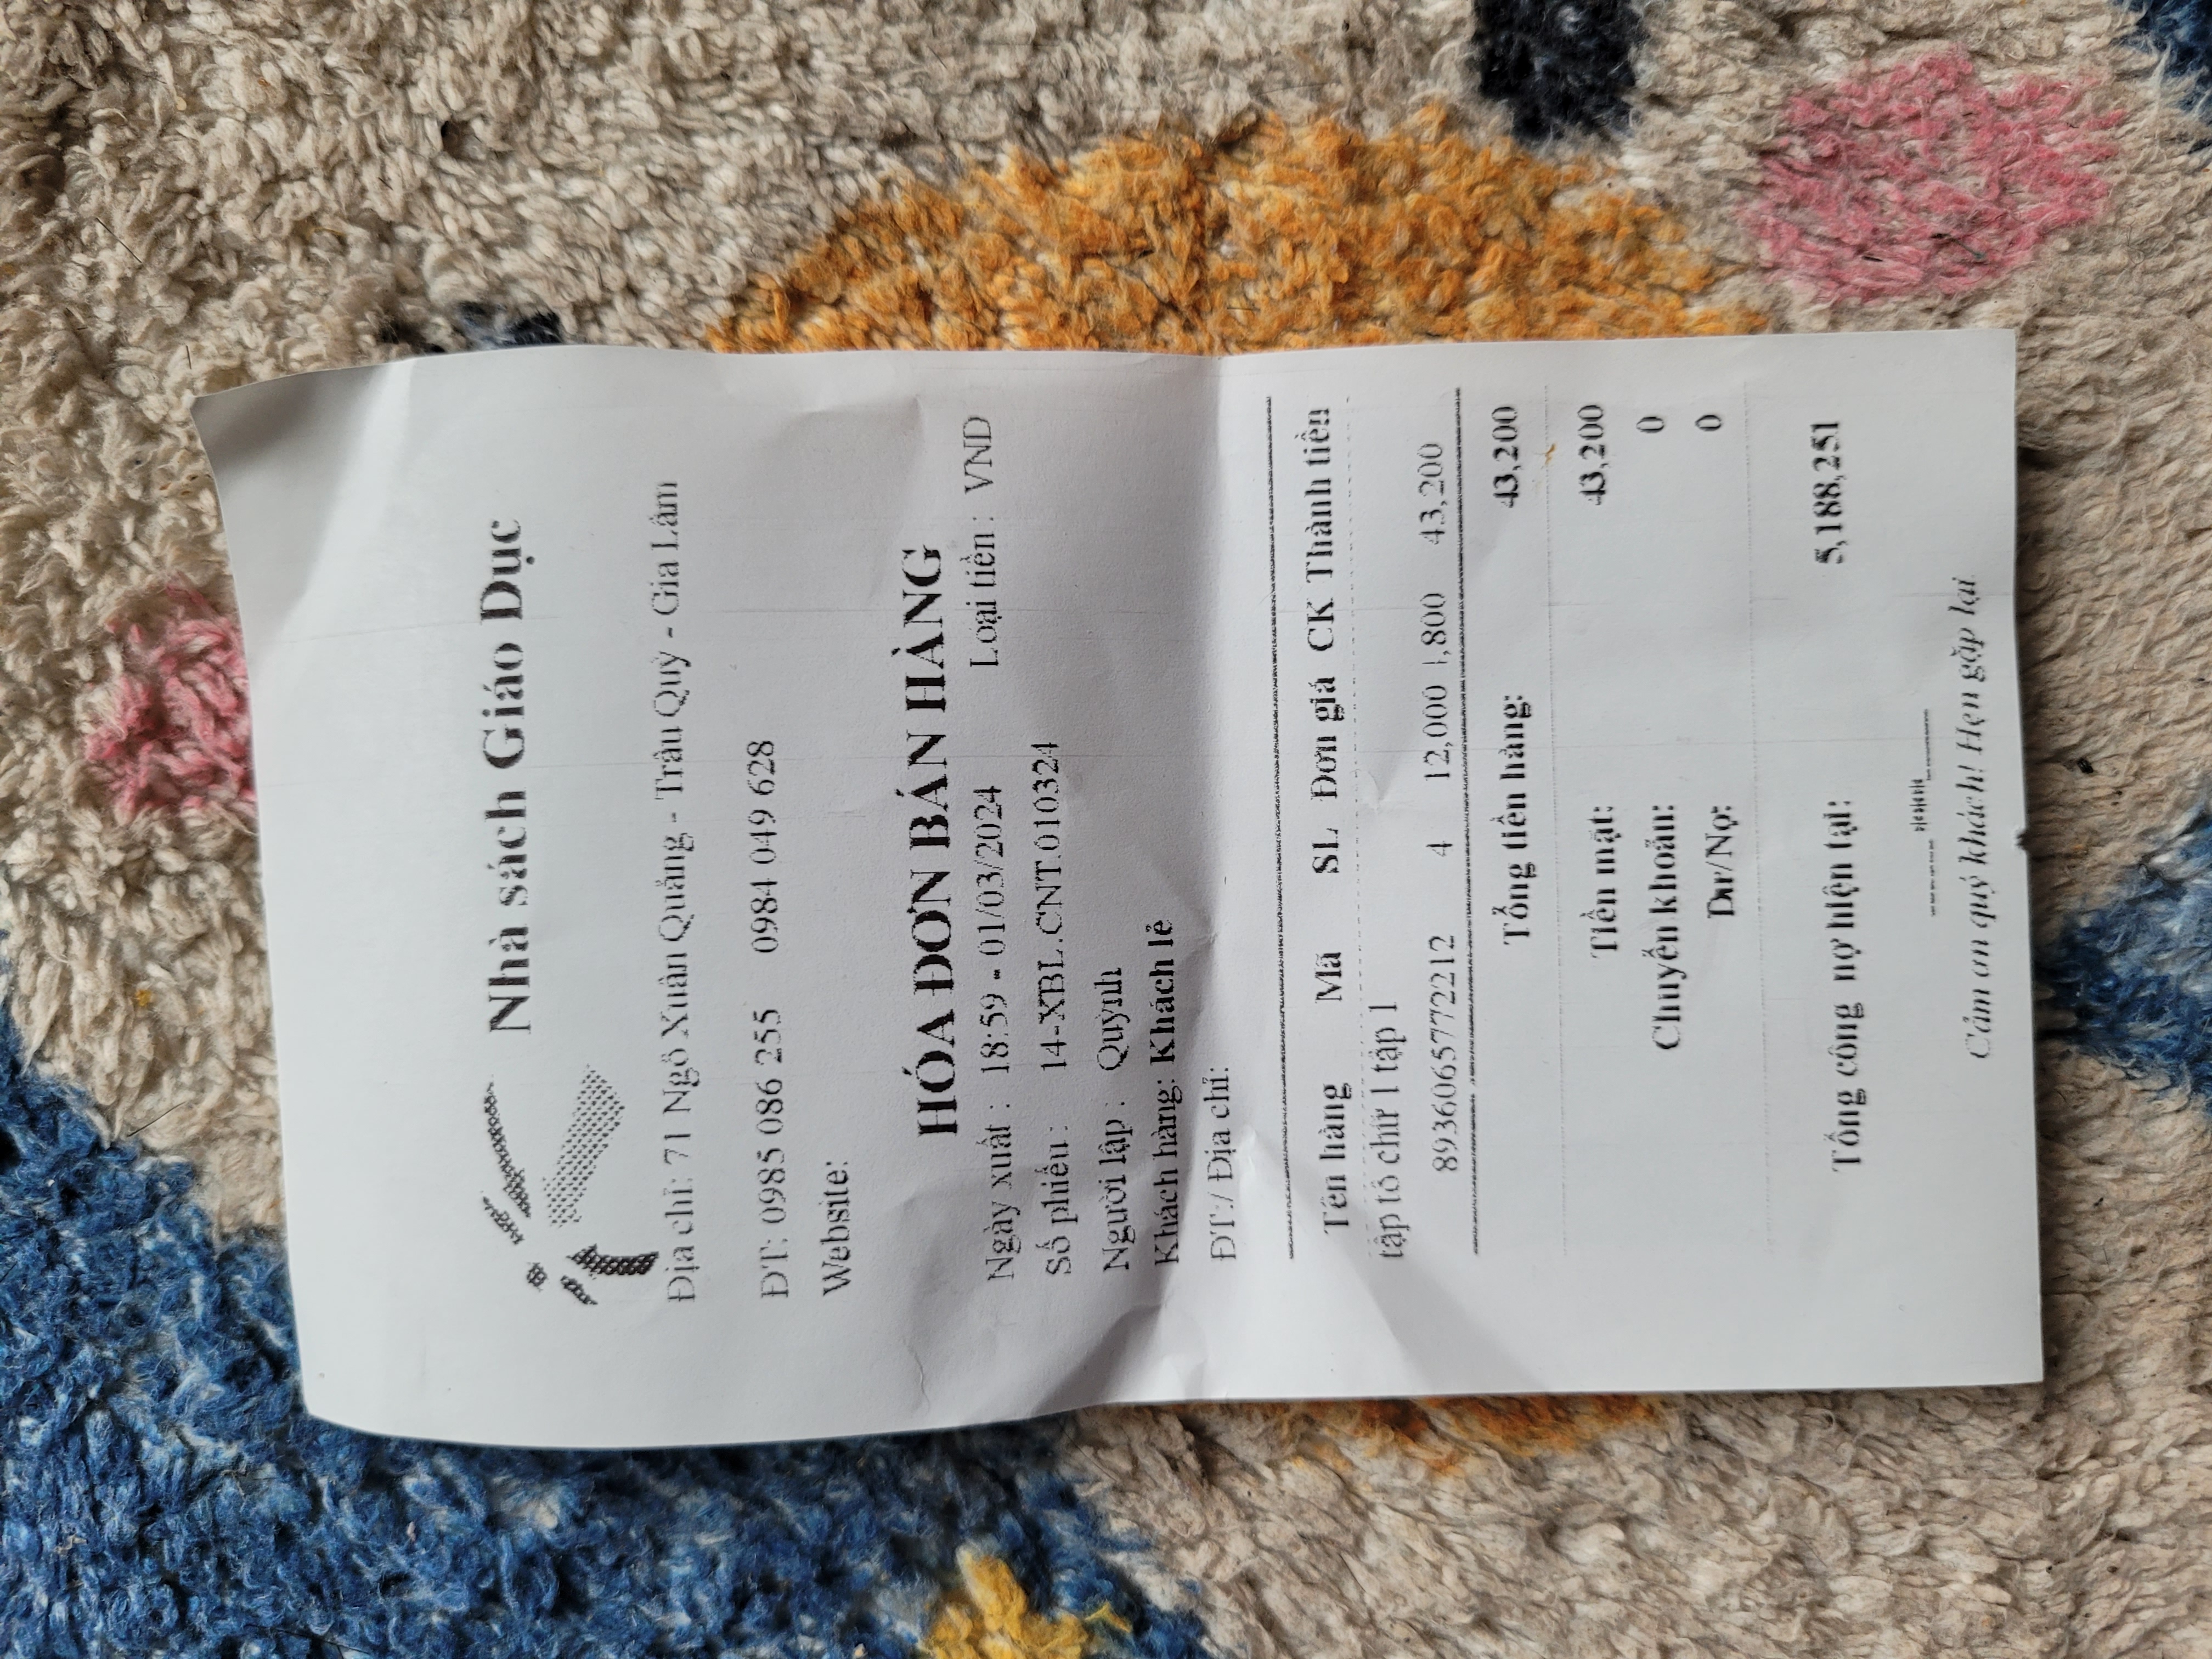 Nhà sách Giáo Dục
Địa chỉ: 71 Ngô Xuân Quảng - Trâu Quỳ - Gia Lâm
ĐT: 0985 086 255 0984 049 628
Website:
HÓA ĐƠN BÁN HÀNG
Ngày xuất : 18:59 - 01/03/2024 Loại tiền : VND
Số phiếu : 14-XBL.CNT.010324
Người lập : Quỳnh
Khách hàng: Khách lẻ
ĐT:/ Địa chỉ:
Tên hàng Mã SL Đơn giá CK Thành tiền
tập tô chữ 1 tập 1
8936065772212 4 12,000 1,800 43,200
Tổng tiền hàng: 43,200
Tiền mặt: 43,200
Chuyển khoản: 0
Dư/Nợ: 0
Tổng công nợ hiện tại: 5,188,251
Cảm ơn quý khách! Hẹn gặp lại